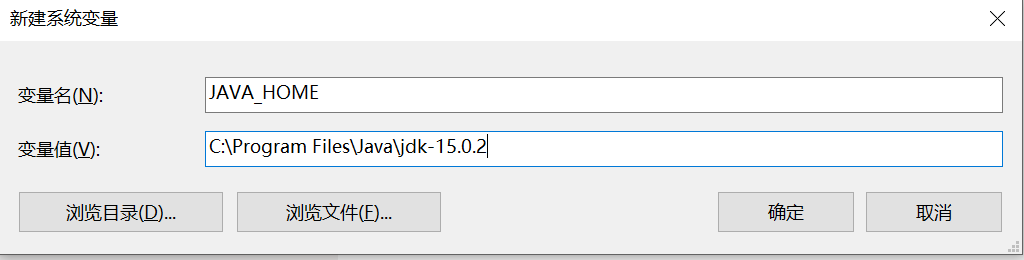 新建系统变量
变量名(N):
JAVA_HOME
变量值(V):
C:\Program Files\Java\jdk-15.0.2
浏览目录(D)... 浏览文件(F)... 确定 取消